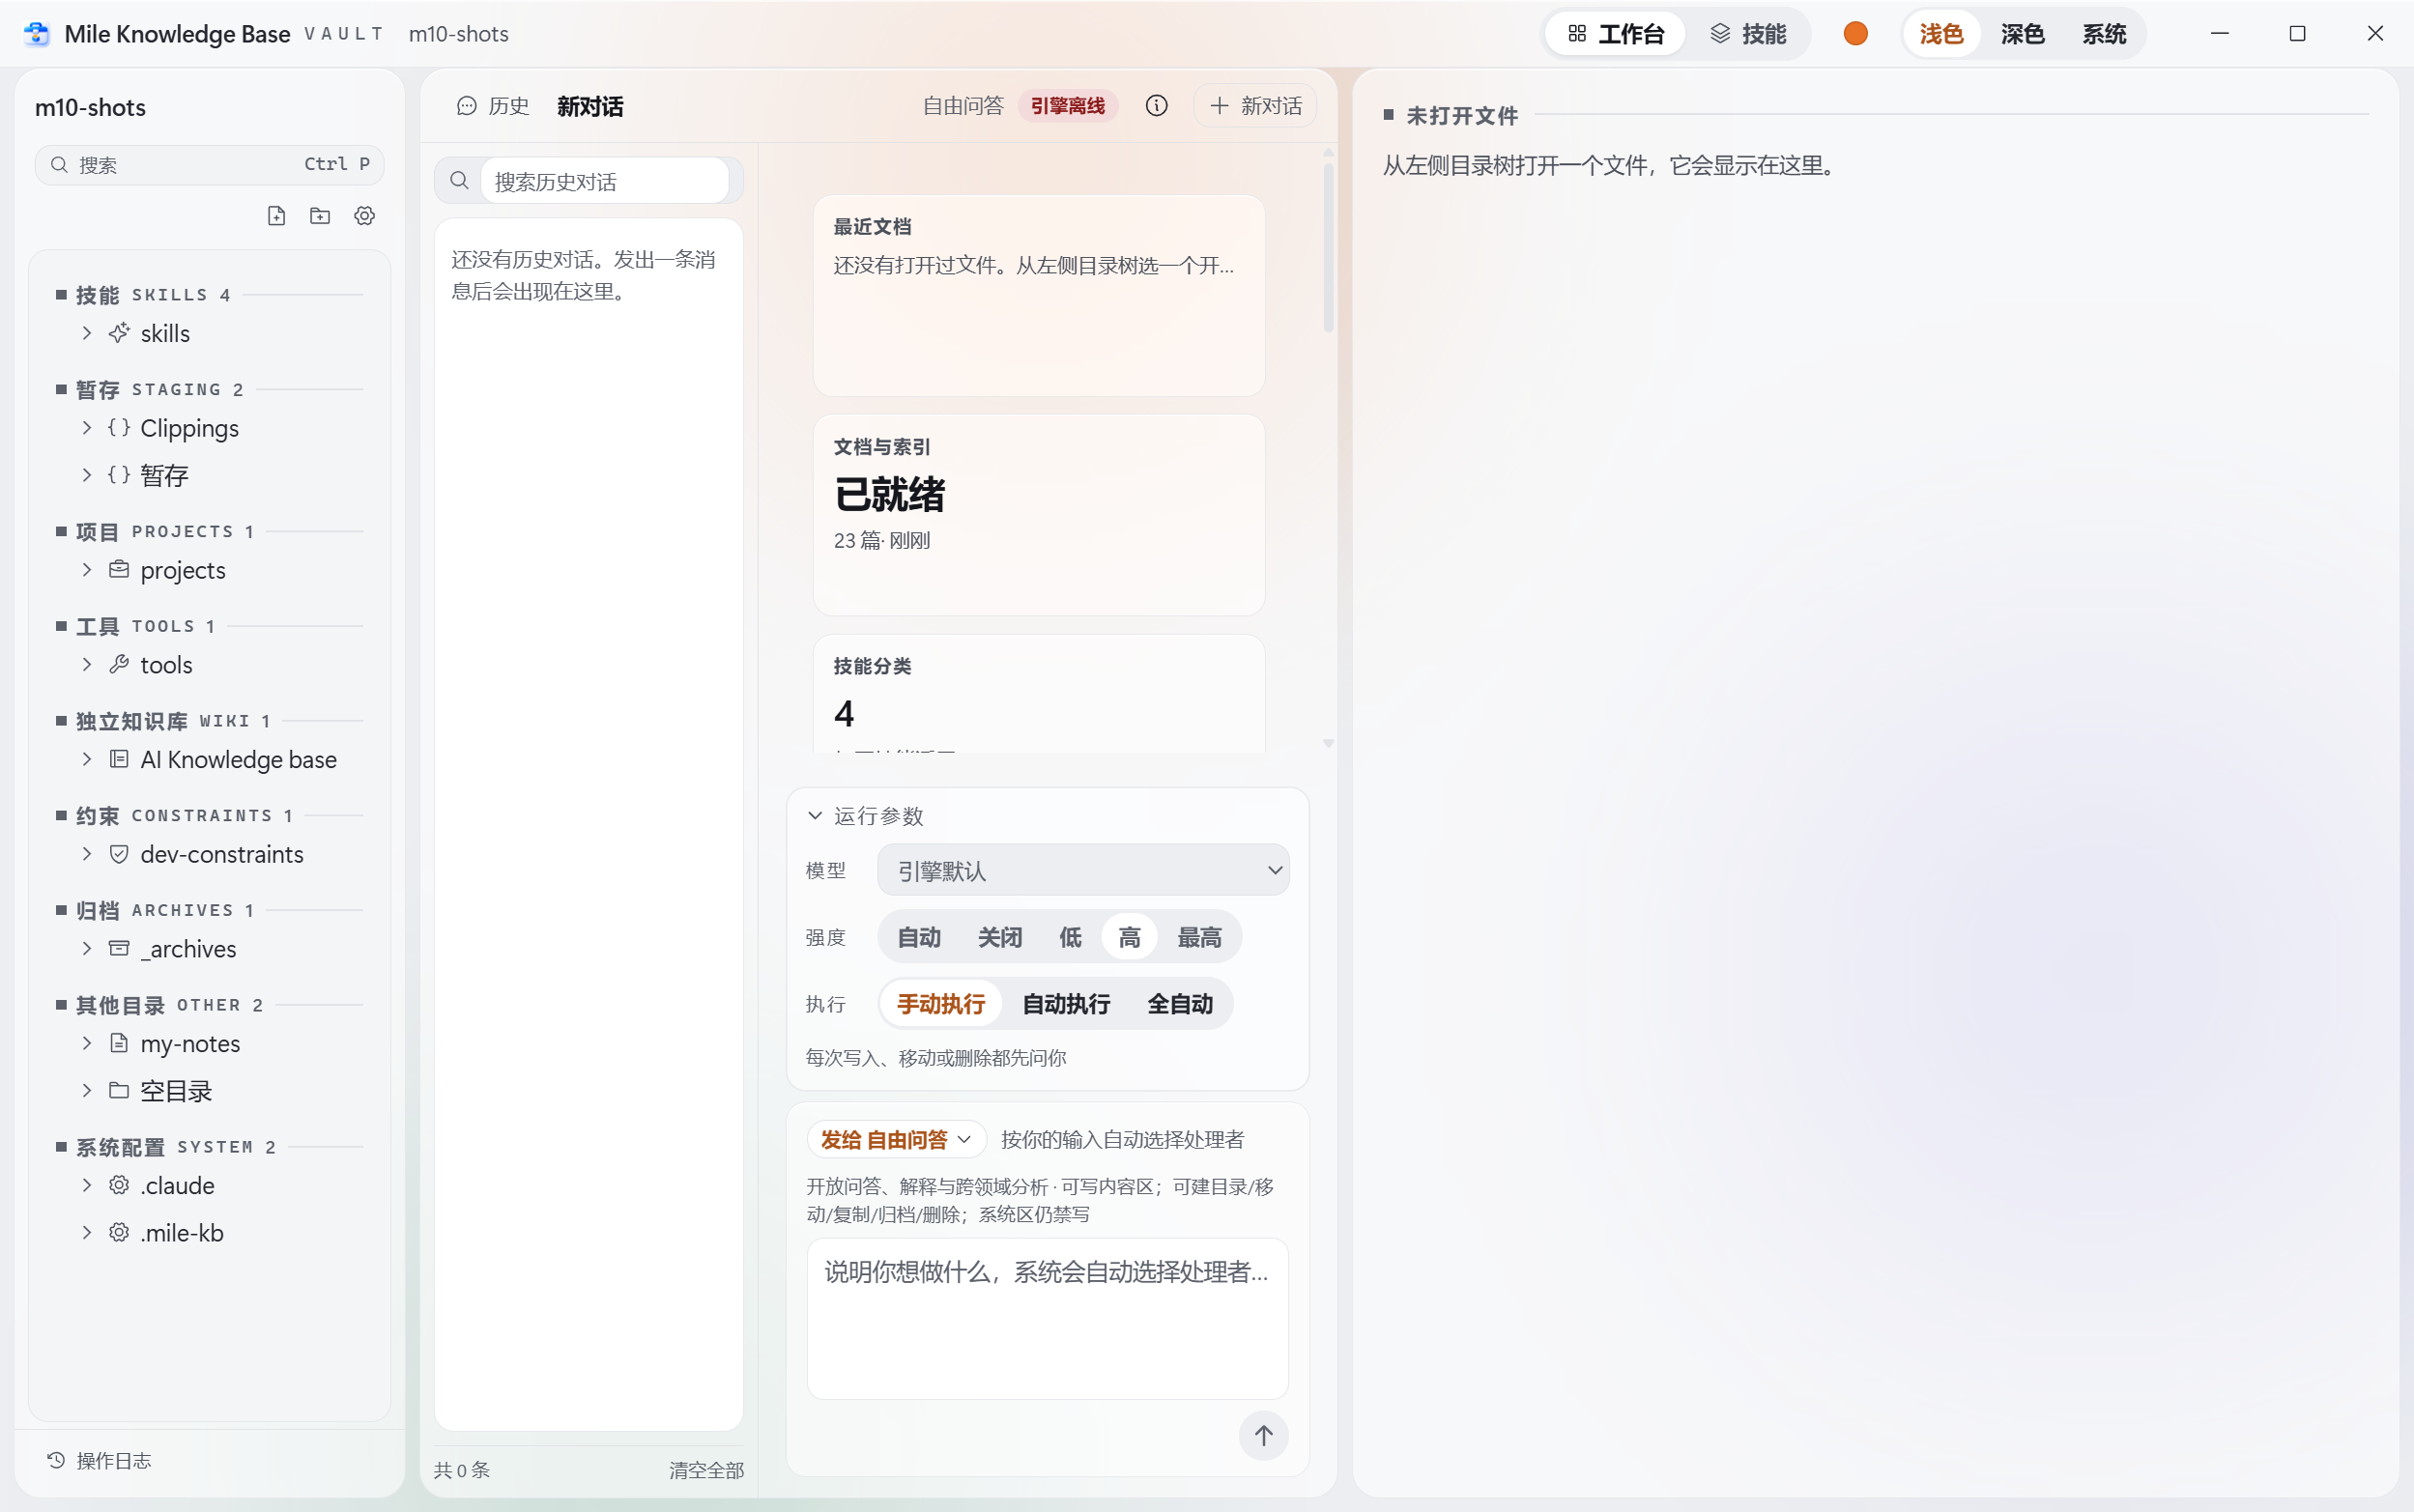 Mile Knowledge Base VAULT m10-shots
工作台 技能 浅色 深色 系统
m10-shots
搜索 Ctrl P
技能 SKILLS 4
skills
暂存 STAGING 2
Clippings
暂存
项目 PROJECTS 1
projects
工具 TOOLS 1
tools
独立知识库 WIKI 1
AI Knowledge base
约束 CONSTRAINTS 1
dev-constraints
归档 ARCHIVES 1
_archives
其他目录 OTHER 2
my-notes
空目录
系统配置 SYSTEM 2
.claude
.mile-kb
操作日志
历史 新对话 自由问答 引擎离线 新对话
搜索历史对话
还没有历史对话。发出一条消
息后会出现在这里。
共 0 条 清空全部
最近文档
还没有打开过文件。从左侧目录树选一个开...
文档与索引
已就绪
23 篇· 刚刚
技能分类
4
运行参数
模型 引擎默认
强度 自动 关闭 低 高 最高
执行 手动执行 自动执行 全自动
每次写入、移动或删除都先问你
发给 自由问答 按你的输入自动选择处理者
开放问答、解释与跨领域分析 · 可写内容区；可建目录/移
动/复制/归档/删除；系统区仍禁写
说明你想做什么，系统会自动选择处理者...
未打开文件
从左侧目录树打开一个文件，它会显示在这里。